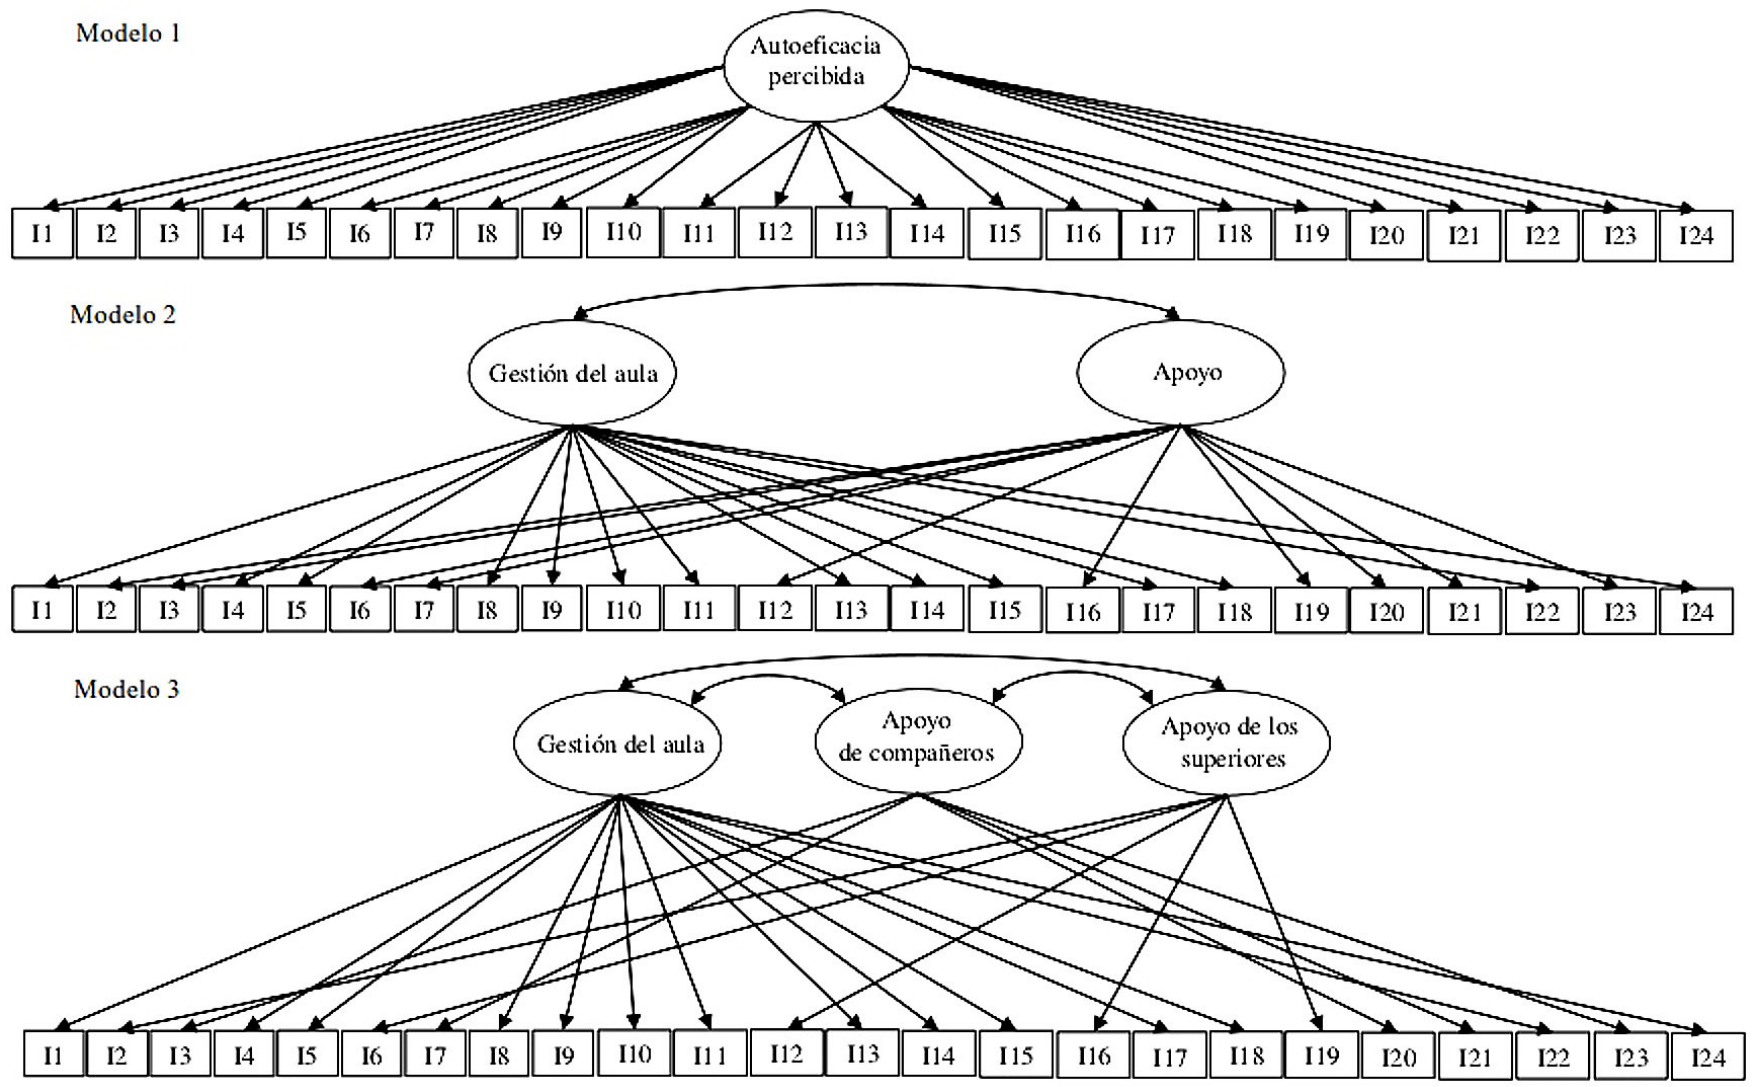 Modelo 1
Autoeficacia
percibida
I1 I2 I3 I4 I5 I6 I7 I8 I9 I10 I11 I12 I13 I14 I15 I16 I17 I18 I19 I20 I21 I22 I23 I24
Modelo 2
Gestión del aula
Apoyo
I1 I2 I3 I4 I5 I6 I7 I8 I9 I10 I11 I12 I13 I14 I15 I16 I17 I18 I19 I20 I21 I22 I23 I24
Modelo 3
Gestión del aula
Apoyo
de compañeros
Apoyo de los
superiores
I1 I2 I3 I4 I5 I6 I7 I8 I9 I10 I11 I12 I13 I14 I15 I16 I17 I18 I19 I20 I21 I22 I23 I24